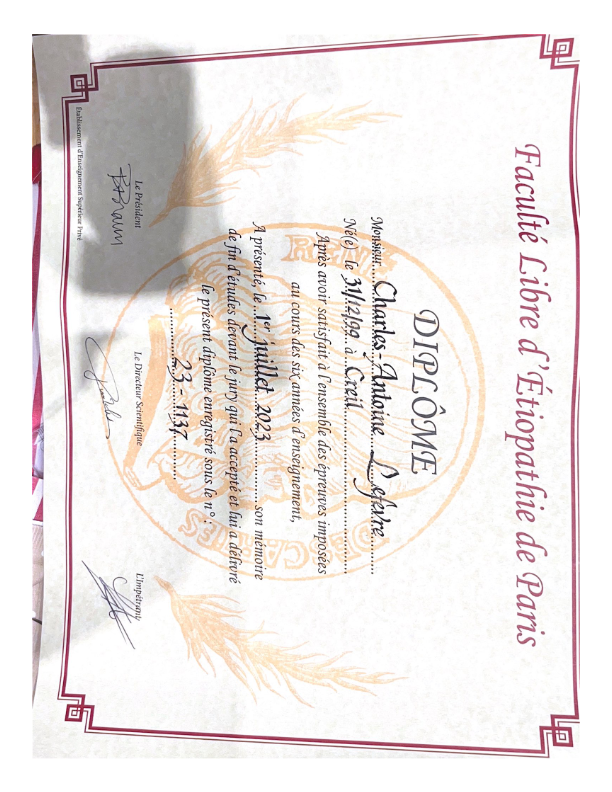 Faculté Libre d'Étiopathie de Paris
DIPLÔME
Monsieur....Charles-Antoine....Lefèvre..........
Né(e) le 31/12/99 à Creil..............................
Après avoir satisfait à l'ensemble des épreuves imposées
au cours des six années d'enseignement,
A présenté, le 1er juillet 2023............ son mémoire
de fin d'études devant le jury qui l'a accepté et lui a délivré
le présent diplôme enregistré sous le n° :
............23-1137............
Le Président
Le Directeur Scientifique
L'Impétrant
Etablissement d'Enseignement Supérieur Privé
DESCARTES